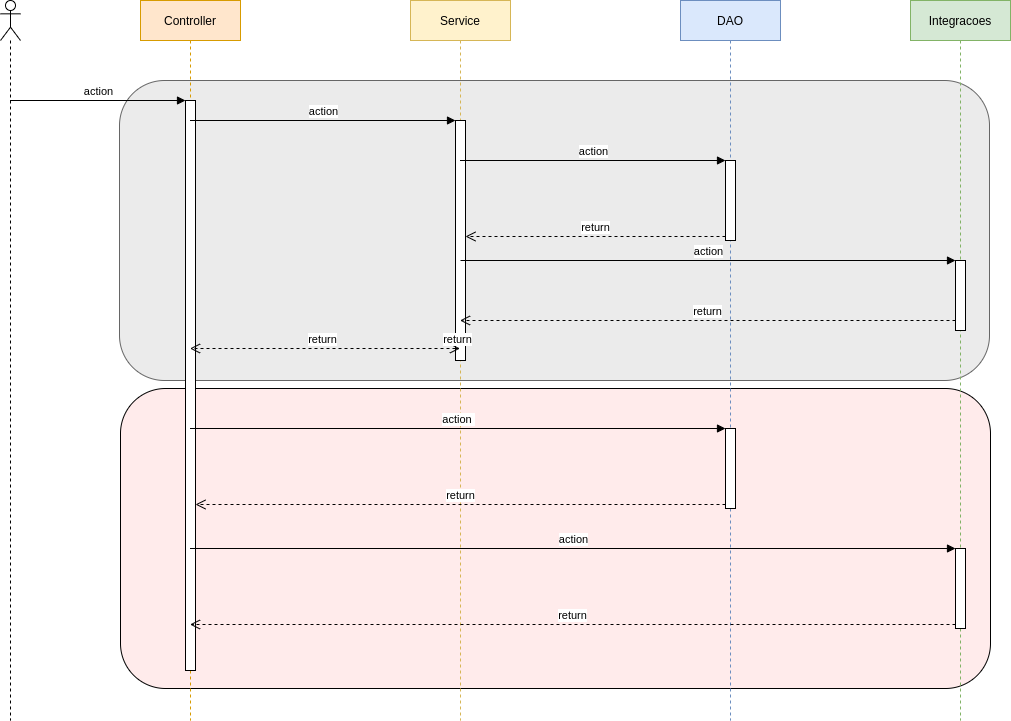 Controller
Service
DAO
Integracoes
action
action
action
return
action
return
return
return
action
return
action
return